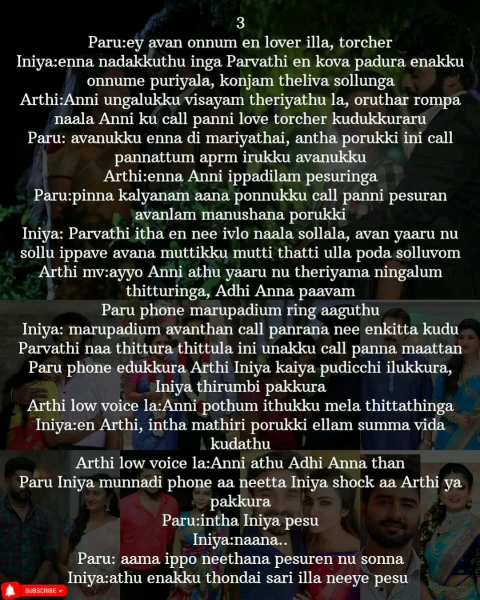 3
Paru:ey avan onnum en lover illa, torcher
Iniya:enna nadakkuthu inga Parvathi en kova padura enakku
onnume puriyala, konjam theliva sollunga
Arthi:Anni ungalukku visayam theriyathu la, oruthar rompa
naala Anni ku call panni love torcher kudukkuraru
Paru: avanukku enna di mariyathai, antha porukki ini call
pannattum aprm irukku avanukku
Arthi:enna Anni ippadilam pesuringa
Paru:pinna kalyanam aana ponnukku call panni pesuran
avanlam manushana porukki
Iniya: Parvathi itha en nee ivlo naala sollala, avan yaaru nu
sollu ippave avana muttikku mutti thatti ulla poda solluvom
Arthi mv:ayyo Anni athu yaaru nu theriyama ningalum
thitturinga, Adhi Anna paavam
Paru phone marupadium ring aaguthu
Iniya: marupadium avanthan call panrana nee enkitta kudu
Parvathi naa thittura thittula ini unakku call panna maattan
Paru phone edukkura Arthi Iniya kaiya pudicchi ilukkura,
Iniya thirumbi pakkura
Arthi low voice la:Anni pothum ithukku mela thittathinga
Iniya:en Arthi, intha mathiri porukki ellam summa vida
kudathu
Arthi low voice la:Anni athu Adhi Anna than
Paru Iniya munnadi phone aa neetta Iniya shock aa Arthi ya
pakkura
Paru:intha Iniya pesu
Iniya:naana..
Paru: aama ippo neethana pesuren nu sonna
Iniya:athu enakku thondai sari illa neeye pesu
SUBSCRIBE